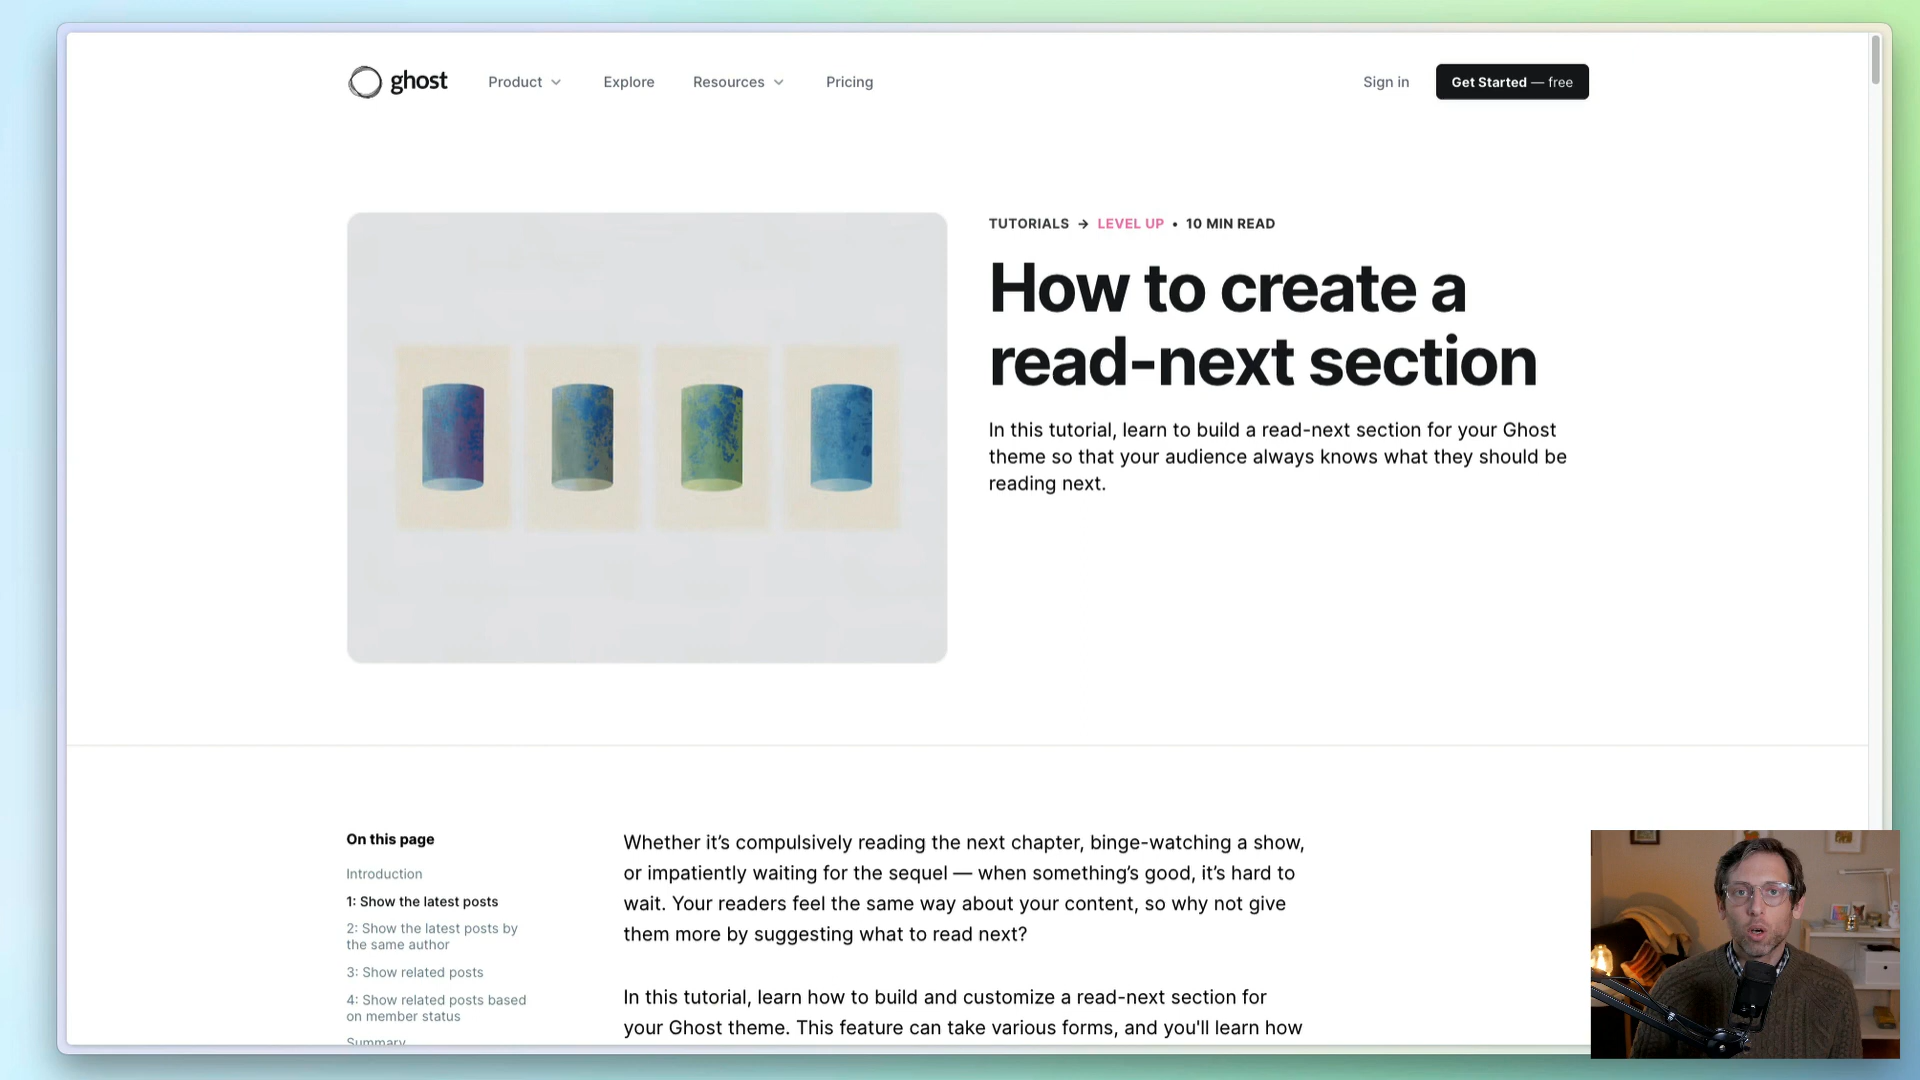 ghost
Product
Explore
Resources
Pricing
Sign in
Get Started — free
TUTORIALS → LEVEL UP • 10 MIN READ
How to create a
read-next section
In this tutorial, learn to build a read-next section for your Ghost
theme so that your audience always knows what they should be
reading next.
On this page
Introduction
1: Show the latest posts
2: Show the latest posts by
the same author
3: Show related posts
4: Show related posts based
on member status
Summary
Whether it’s compulsively reading the next chapter, binge-watching a show,
or impatiently waiting for the sequel — when something’s good, it’s hard to
wait. Your readers feel the same way about your content, so why not give
them more by suggesting what to read next?
In this tutorial, learn how to build and customize a read-next section for
your Ghost theme. This feature can take various forms, and you'll learn how